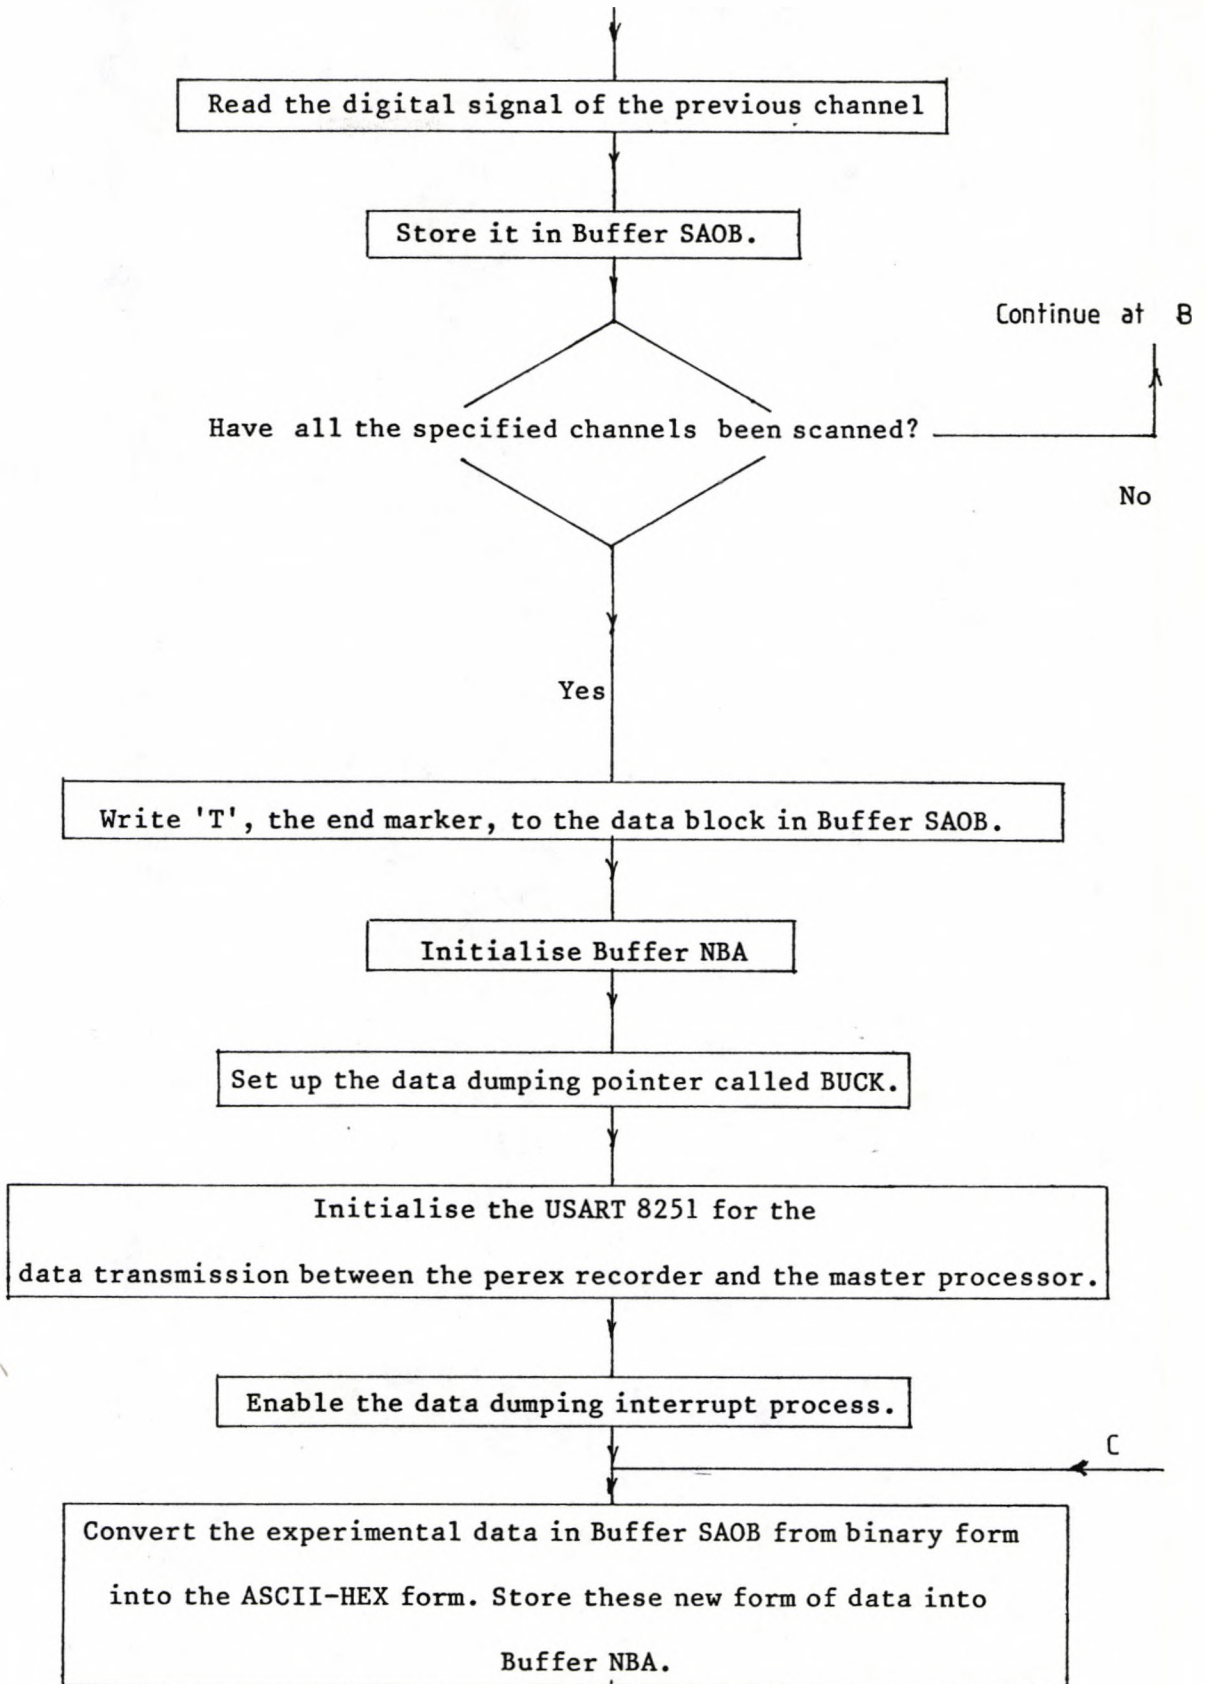 Read the digital signal of the previous channel
Store it in Buffer SAOB.
Continue at B
Have all the specified channels been scanned?
No
Yes
Write 'T', the end marker, to the data block in Buffer SAOB.
Initialise Buffer NBA
Set up the data dumping pointer called BUCK.
Initialise the USART 8251 for the
data transmission between the perex recorder and the master processor.
Enable the data dumping interrupt process.
C
Convert the experimental data in Buffer SAOB from binary form
into the ASCII-HEX form. Store these new form of data into
Buffer NBA.